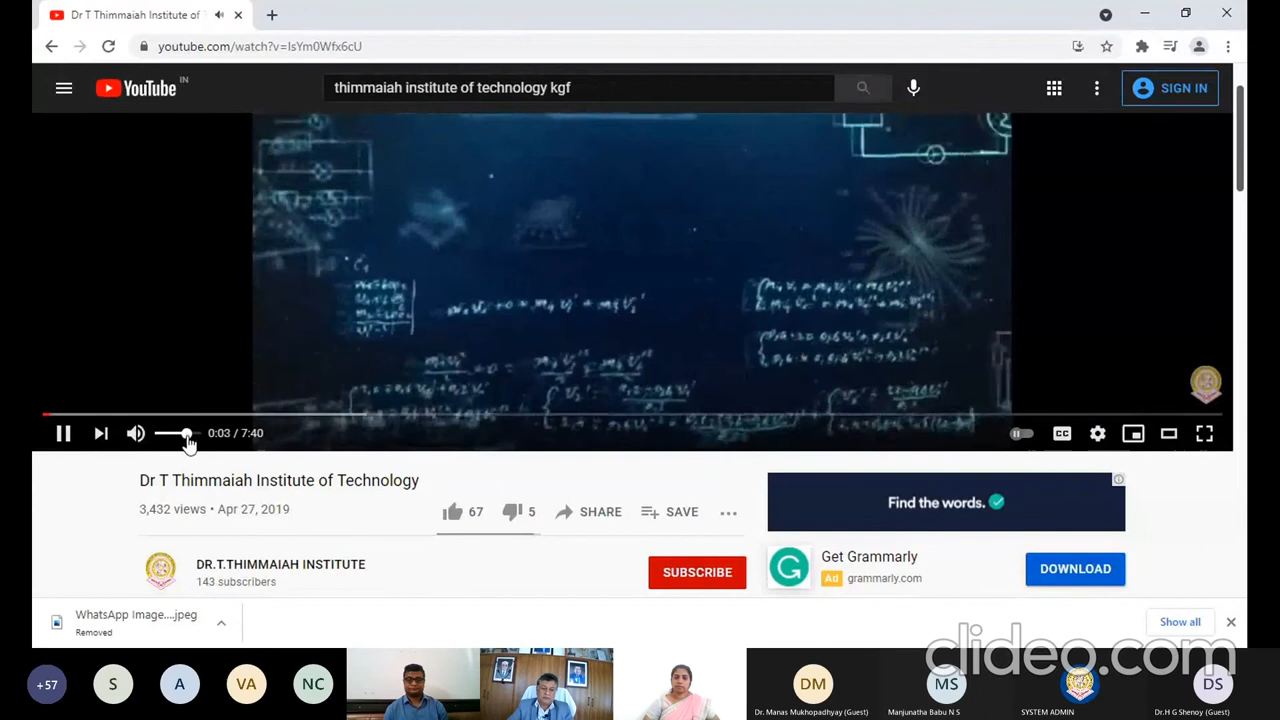 Dr T Thimmaiah Institute of
youtube.com/watch?v=IsYm0Wfx6cU
YouTube IN
thimmaiah institute of technology kgf
SIGN IN
0:03 / 7:40
CC
Dr T Thimmaiah Institute of Technology
3,432 views • Apr 27, 2019
67
5
SHARE
SAVE
Find the words.
DR.T.THIMMAIAH INSTITUTE
143 subscribers
SUBSCRIBE
Get Grammarly
Ad grammarly.com
DOWNLOAD
WhatsApp Image....jpeg
Removed
Show all
clideo.com
+57
S
A
VA
NC
DM
Dr. Manas Mukhopadhyay (Guest)
MS
Manjunatha Babu N S
SYSTEM ADMIN
DS
Dr.H G Shenoy (Guest)